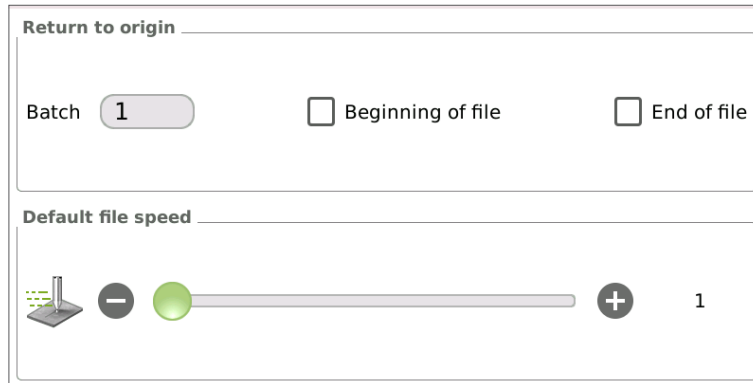 Return to origin
Batch 1 Beginning of file End of file
Default file speed
1